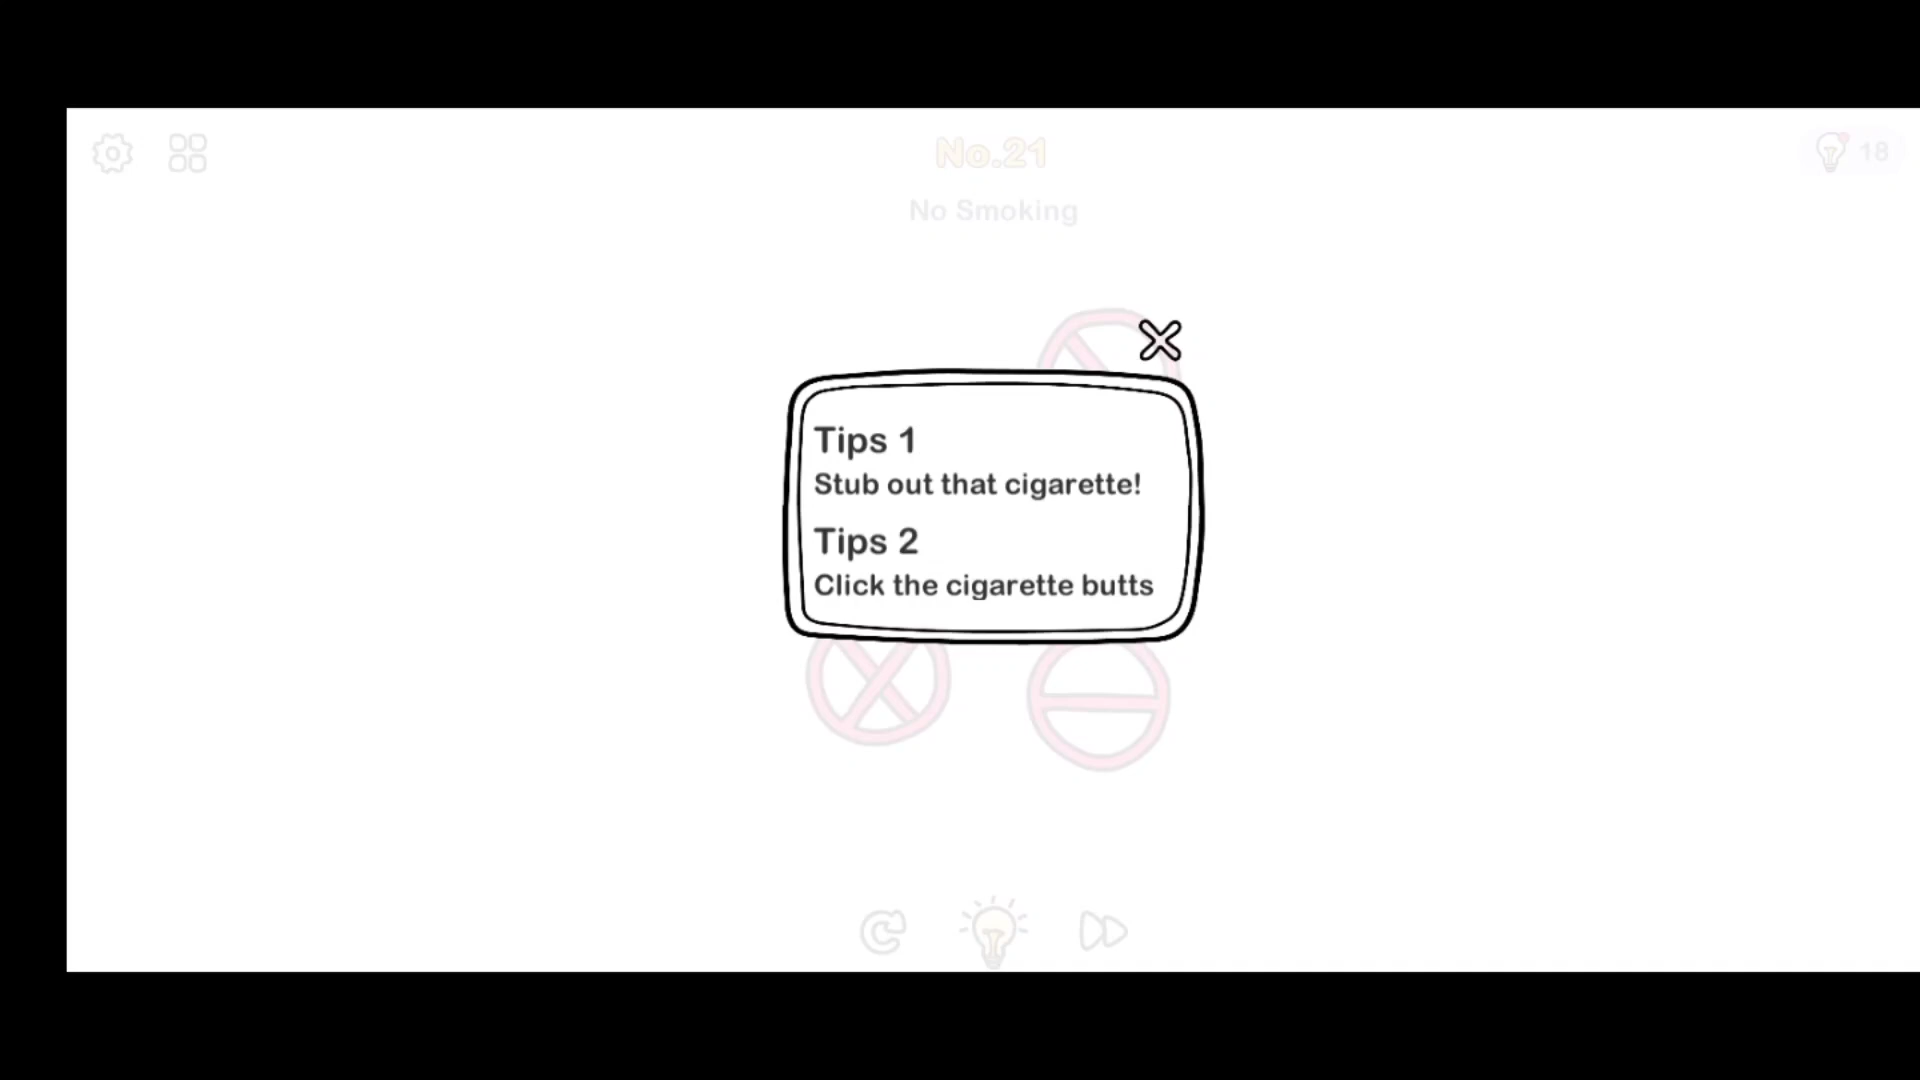 No.21
18
No Smoking
Tips 1
Stub out that cigarette!
Tips 2
Click the cigarette butts